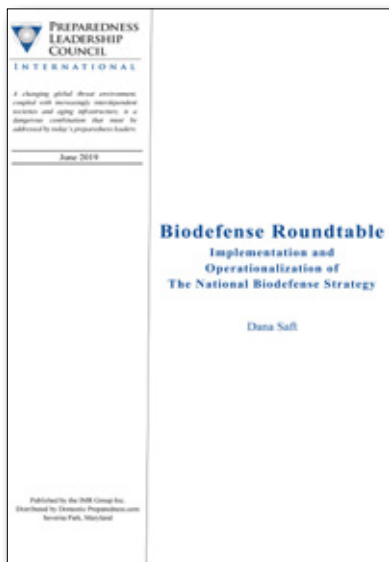 PREPAREDNESS
LEADERSHIP
COUNCIL
INTERNATIONAL
A changing global threat environment,
coupled with increasingly interdependent
societies and aging infrastructure, is a
dangerous combination that must be
addressed by today's preparedness leaders.
June 2019
Biodefense Roundtable
Implementation and
Operationalization of
The National Biodefense Strategy
Dana Saft
Published by the IMR Group Inc.
Distributed by Domestic Preparedness.com
Severna Park, Maryland